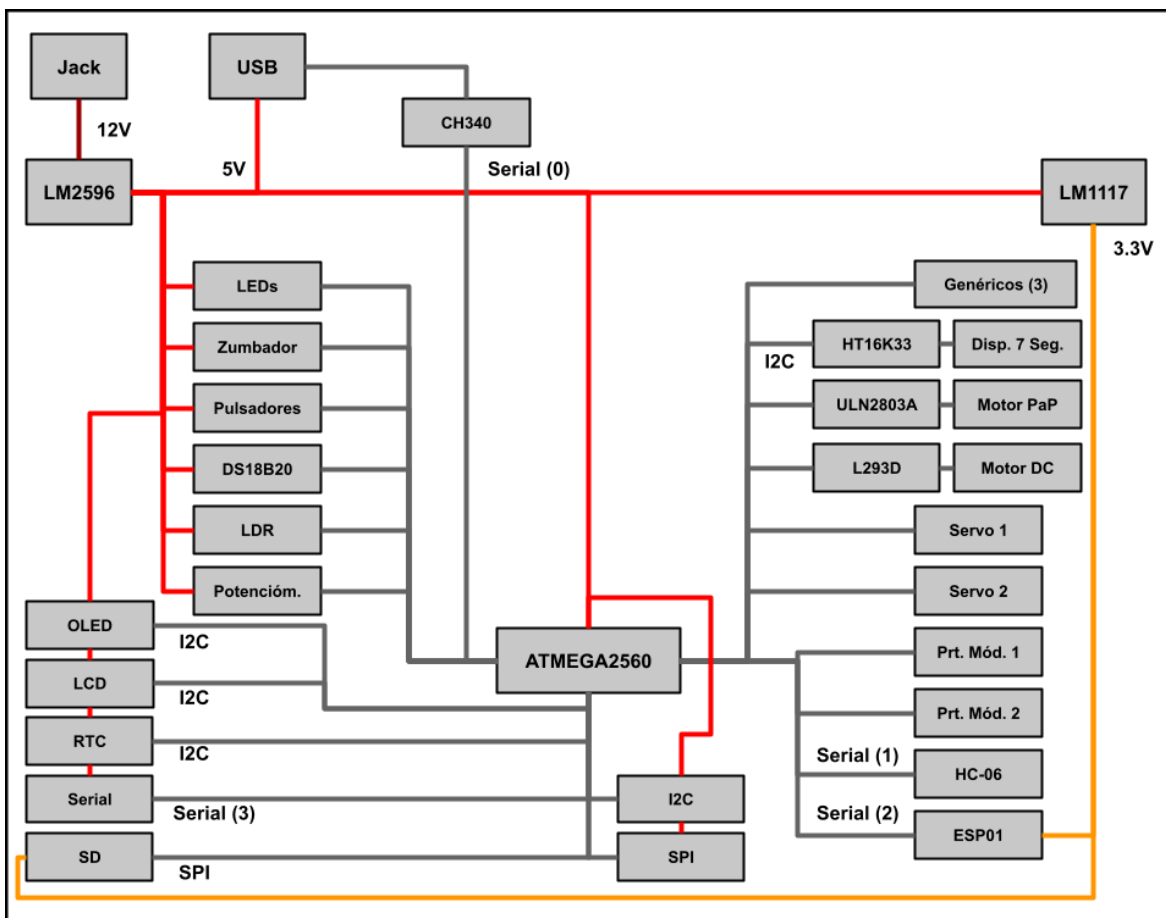 Jack
USB
CH340
12V
5V
Serial (0)
LM2596
LM1117
3.3V
LEDs
Zumbador
Pulsadores
DS18B20
LDR
Potencióm.
Genéricos (3)
I2C
HT16K33
Disp. 7 Seg.
ULN2803A
Motor PaP
L293D
Motor DC
Servo 1
Servo 2
ATMEGA2560
OLED
I2C
LCD
I2C
RTC
I2C
Serial
Serial (3)
SD
SPI
I2C
SPI
Prt. Mód. 1
Prt. Mód. 2
Serial (1)
HC-06
Serial (2)
ESP01